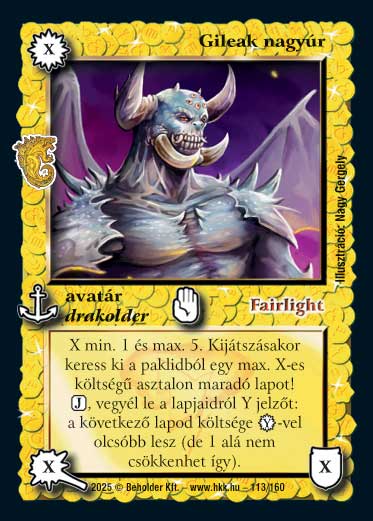 X
Gileak nagyúr
Illusztráció: Nagy Gergely
avatár
drakolder
Fairlight
X min. 1 és max. 5. Kijátszásakor
keress ki a paklidból egy max. X-es
költségű asztalon maradó lapot!
J, vegyél le a lapjaidról Y jelzőt:
a következő lapod költsége Y-vel
olcsóbb lesz (de 1 alá nem
csökkenhet így).
X
X
2025 © Beholder Kft. – www.hkk.hu – 113/160